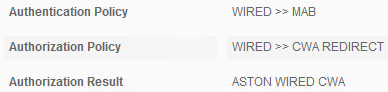 Authentication Policy WIRED >> MAB
Authorization Policy WIRED >> CWA REDIRECT
Authorization Result ASTON WIRED CWA